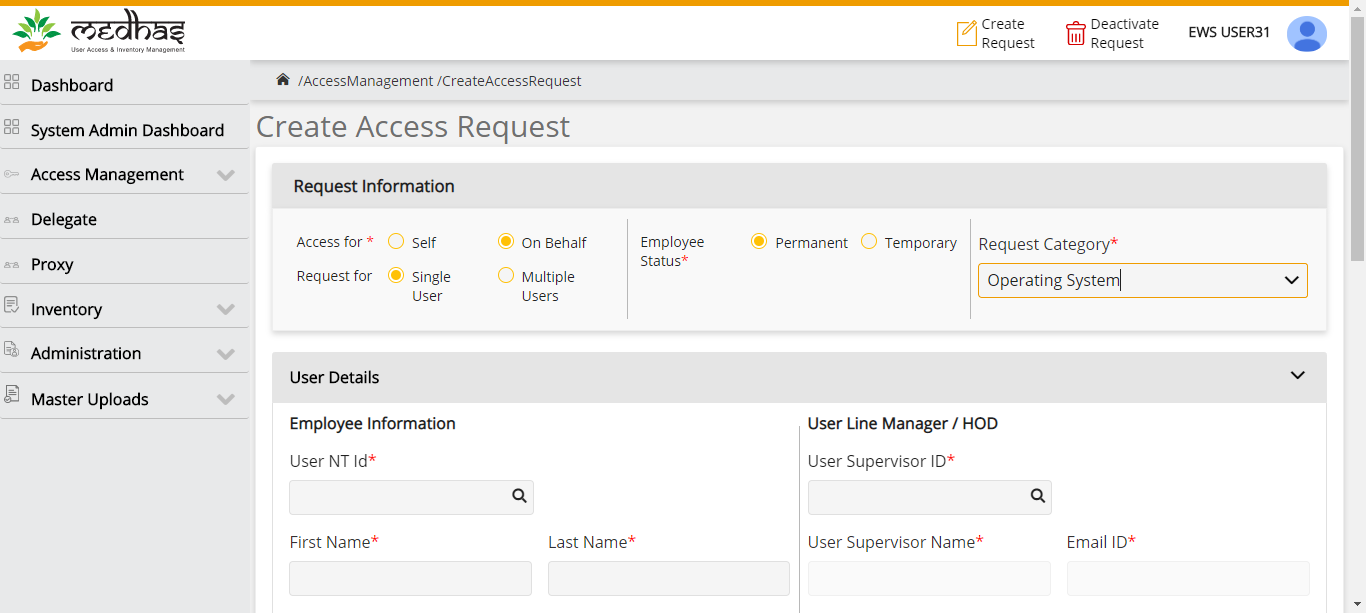 medhas
User Access & Inventory Management
Create
Request
Deactivate
Request
EWS USER31
Dashboard
System Admin Dashboard
Access Management
Delegate
Proxy
Inventory
Administration
Master Uploads
/AccessManagement /CreateAccessRequest
Create Access Request
Request Information
Access for * Self On Behalf
Request for Single User Multiple Users
Employee Status* Permanent Temporary
Request Category*
Operating System
User Details
Employee Information
User NT Id*
First Name* Last Name*
User Line Manager / HOD
User Supervisor ID*
User Supervisor Name* Email ID*